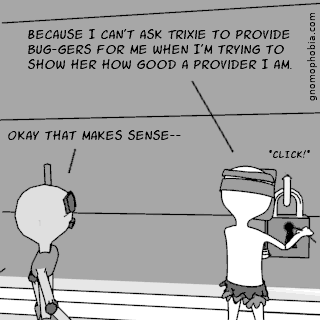 BECAUSE I CAN'T ASK TRIXIE TO PROVIDE
BUG-GERS FOR ME WHEN I'M TRYING TO
SHOW HER HOW GOOD A PROVIDER I AM.
OKAY THAT MAKES SENSE--
*CLICK!*
gnomophobia.com